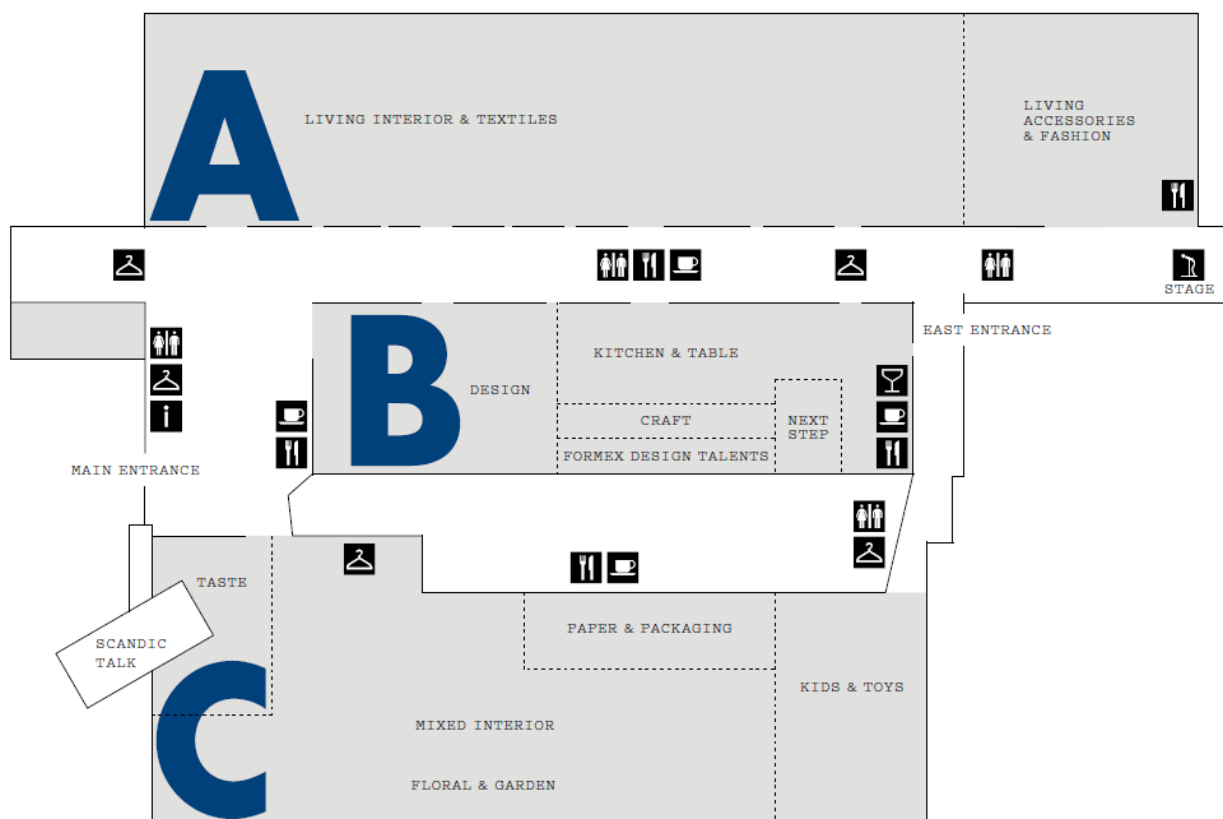 A
LIVING INTERIOR & TEXTILES
LIVING
ACCESSORIES
& FASHION
STAGE
EAST ENTRANCE
B
DESIGN
KITCHEN & TABLE
CRAFT
NEXT
STEP
FORMEX DESIGN TALENTS
i
MAIN ENTRANCE
TASTE
SCANDIC
TALK
C
PAPER & PACKAGING
KIDS & TOYS
MIXED INTERIOR
FLORAL & GARDEN